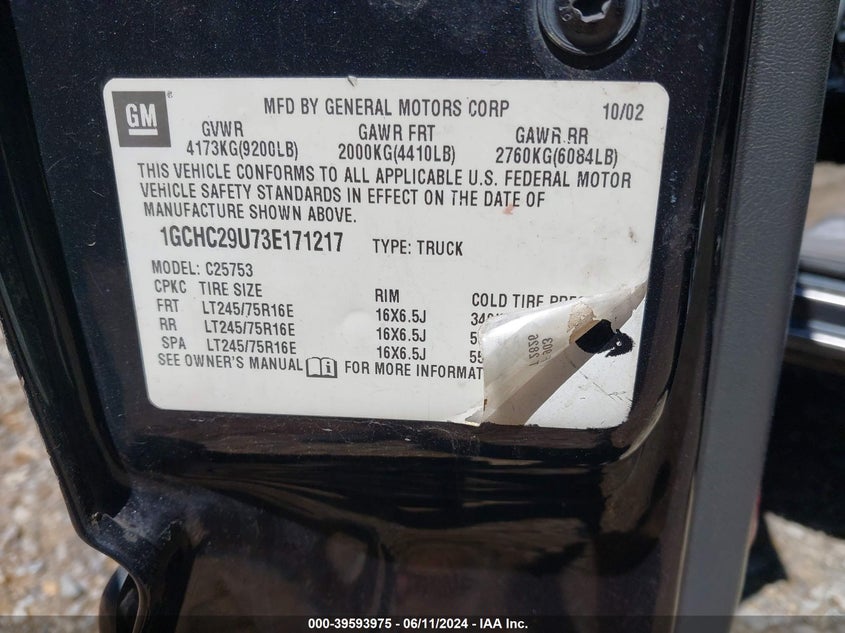 GM
MFD BY GENERAL MOTORS CORP 10/02
GVWR GAWR FRT GAWR RR
4173KG(9200LB) 2000KG(4410LB) 2760KG(6084LB)
THIS VEHICLE CONFORMS TO ALL APPLICABLE U.S. FEDERAL MOTOR
VEHICLE SAFETY STANDARDS IN EFFECT ON THE DATE OF
MANUFACTURE SHOWN ABOVE.
1GCHC29U73E171217 TYPE: TRUCK
MODEL: C25753
CPKC TIRE SIZE RIM COLD TIRE PRE
FRT LT245/75R16E 16X6.5J
RR LT245/75R16E 16X6.5J
SPA LT245/75R16E 16X6.5J 55
SEE OWNER'S MANUAL FOR MORE INFORMAT
000-39593975 - 06/11/2024 - IAA Inc.